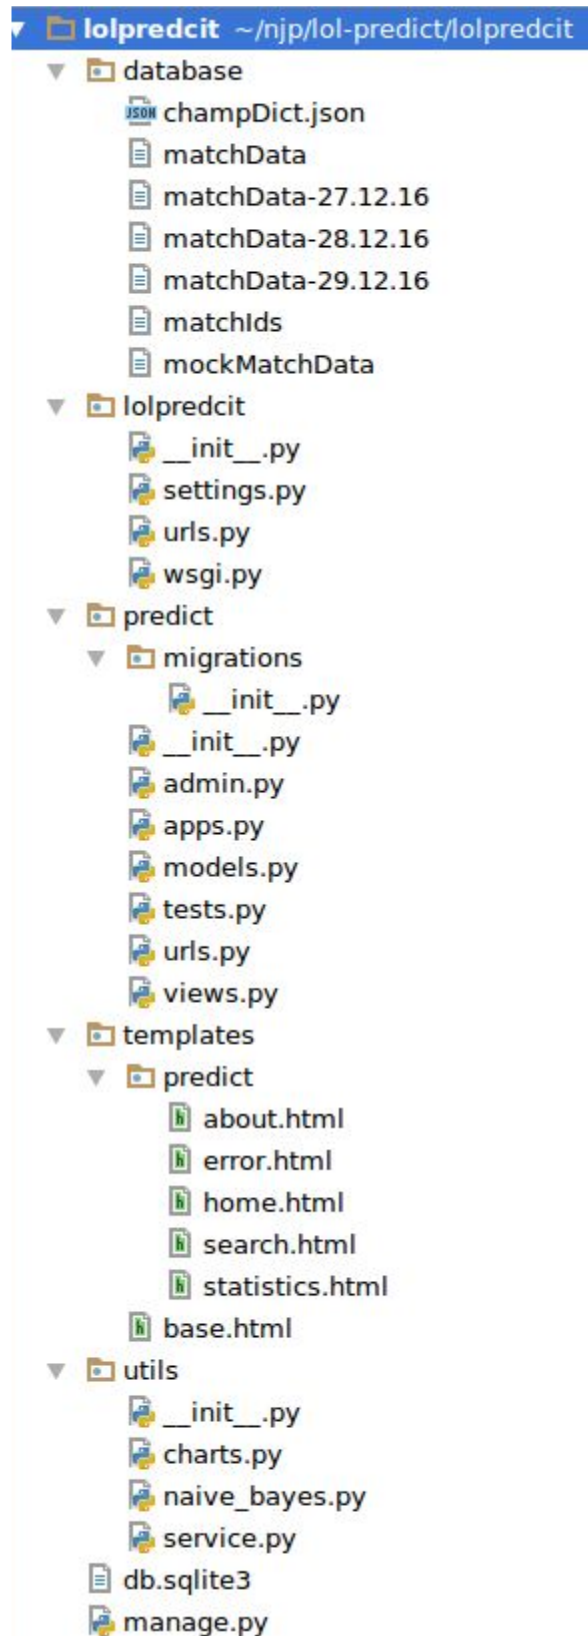 lolpredcit ~/njp/lol-predict/lolpredcit
database
JSON champDict.json
matchData
matchData-27.12.16
matchData-28.12.16
matchData-29.12.16
matchIds
mockMatchData
lolpredcit
__init__.py
settings.py
urls.py
wsgi.py
predict
migrations
__init__.py
__init__.py
admin.py
apps.py
models.py
tests.py
urls.py
views.py
templates
predict
h about.html
h error.html
h home.html
h search.html
h statistics.html
h base.html
utils
__init__.py
charts.py
naive_bayes.py
service.py
db.sqlite3
manage.py